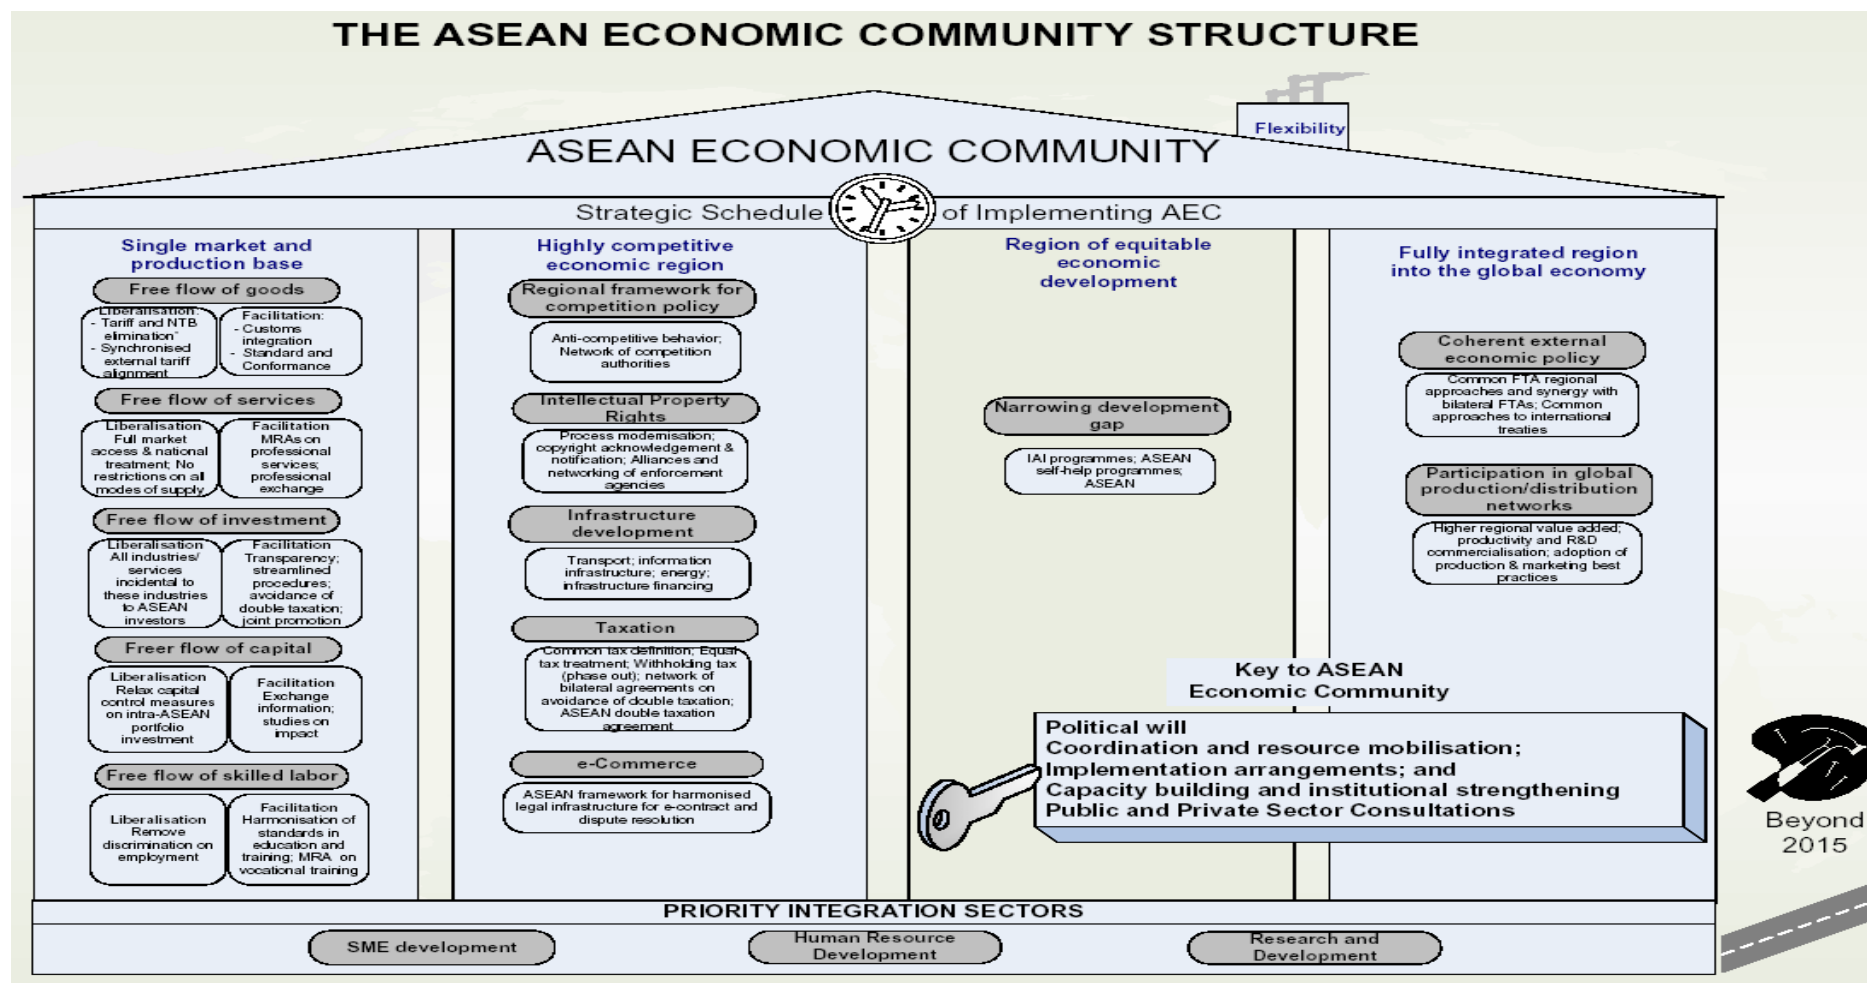 THE ASEAN ECONOMIC COMMUNITY STRUCTURE
Flexibility
ASEAN ECONOMIC COMMUNITY
Strategic Schedule of Implementing AEC
Single market and
production base
Free flow of goods
Liberalisation:
- Tariff and NTB
elimination"
- Synchronised
external tariff
alignment
Facilitation:
- Customs
integration
- Standard and
Conformance
Free flow of services
Liberalisation
Full market
access & national
treatment; No
restrictions on all
modes of supply
Facilitation
MRAs on
professional
services;
professional
exchange
Free flow of investment
Liberalisation
All industries/
services
incidental to
these industries
to ASEAN
investors
Facilitation
Transparency;
streamlined
procedures;
avoidance of
double taxation;
joint promotion
Freer flow of capital
Liberalisation
Relax capital
control measures
on intra-ASEAN
portfolio
investment
Facilitation
Exchange
information;
studies on
impact
Free flow of skilled labor
Liberalisation
Remove
discrimination on
employment
Facilitation
Harmonisation of
standards in
education and
training; MRA on
vocational training
Highly competitive
economic region
Regional framework for
competition policy
Anti-competitive behavior;
Network of competition
authorities
Intellectual Property
Rights
Process modernisation;
copyright acknowledgement &
notification; Alliances and
networking of enforcement
agencies
Infrastructure
development
Transport; information
infrastructure; energy;
infrastructure financing
Taxation
Common tax definition; Equal
tax treatment; Withholding tax
(phase out); network of
bilateral agreements on
avoidance of double taxation;
ASEAN double taxation
agreement
e-Commerce
ASEAN framework for harmonised
legal infrastructure for e-contract and
dispute resolution
Region of equitable
economic
development
Narrowing development
gap
IAI programmes; ASEAN
self-help programmes;
ASEAN
Fully integrated region
into the global economy
Coherent external
economic policy
Common FTA regional
approaches and synergy with
bilateral FTAs; Common
approaches to international
treaties
Participation in global
production/distribution
networks
Higher regional value added;
productivity and R&D
commercialisation; adoption of
production & marketing best
practices
Key to ASEAN
Economic Community
Political will
Coordination and resource mobilisation;
Implementation arrangements; and
Capacity building and institutional strengthening
Public and Private Sector Consultations
Beyond
2015
PRIORITY INTEGRATION SECTORS
SME development
Human Resource
Development
Research and
Development